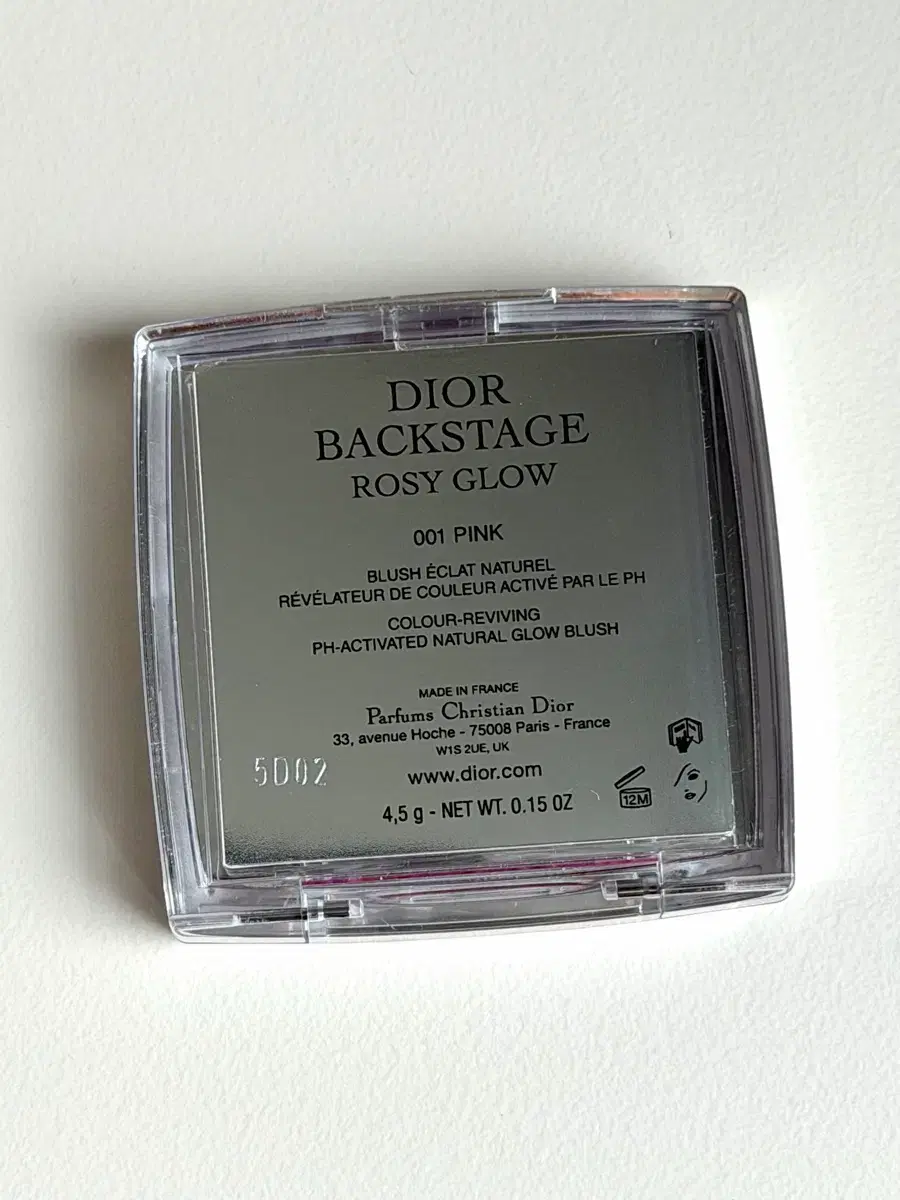 DIOR
BACKSTAGE
ROSY GLOW
001 PINK
BLUSH ÉCLAT NATUREL
RÉVÉLATEUR DE COULEUR ACTIVÉ PAR LE PH
COLOUR-REVIVING
PH-ACTIVATED NATURAL GLOW BLUSH
MADE IN FRANCE
Parfums Christian Dior
33, avenue Hoche - 75008 Paris - France
W1S 2UE, UK
5D02
www.dior.com
12M
4,5 g - NET WT. 0.15 OZ